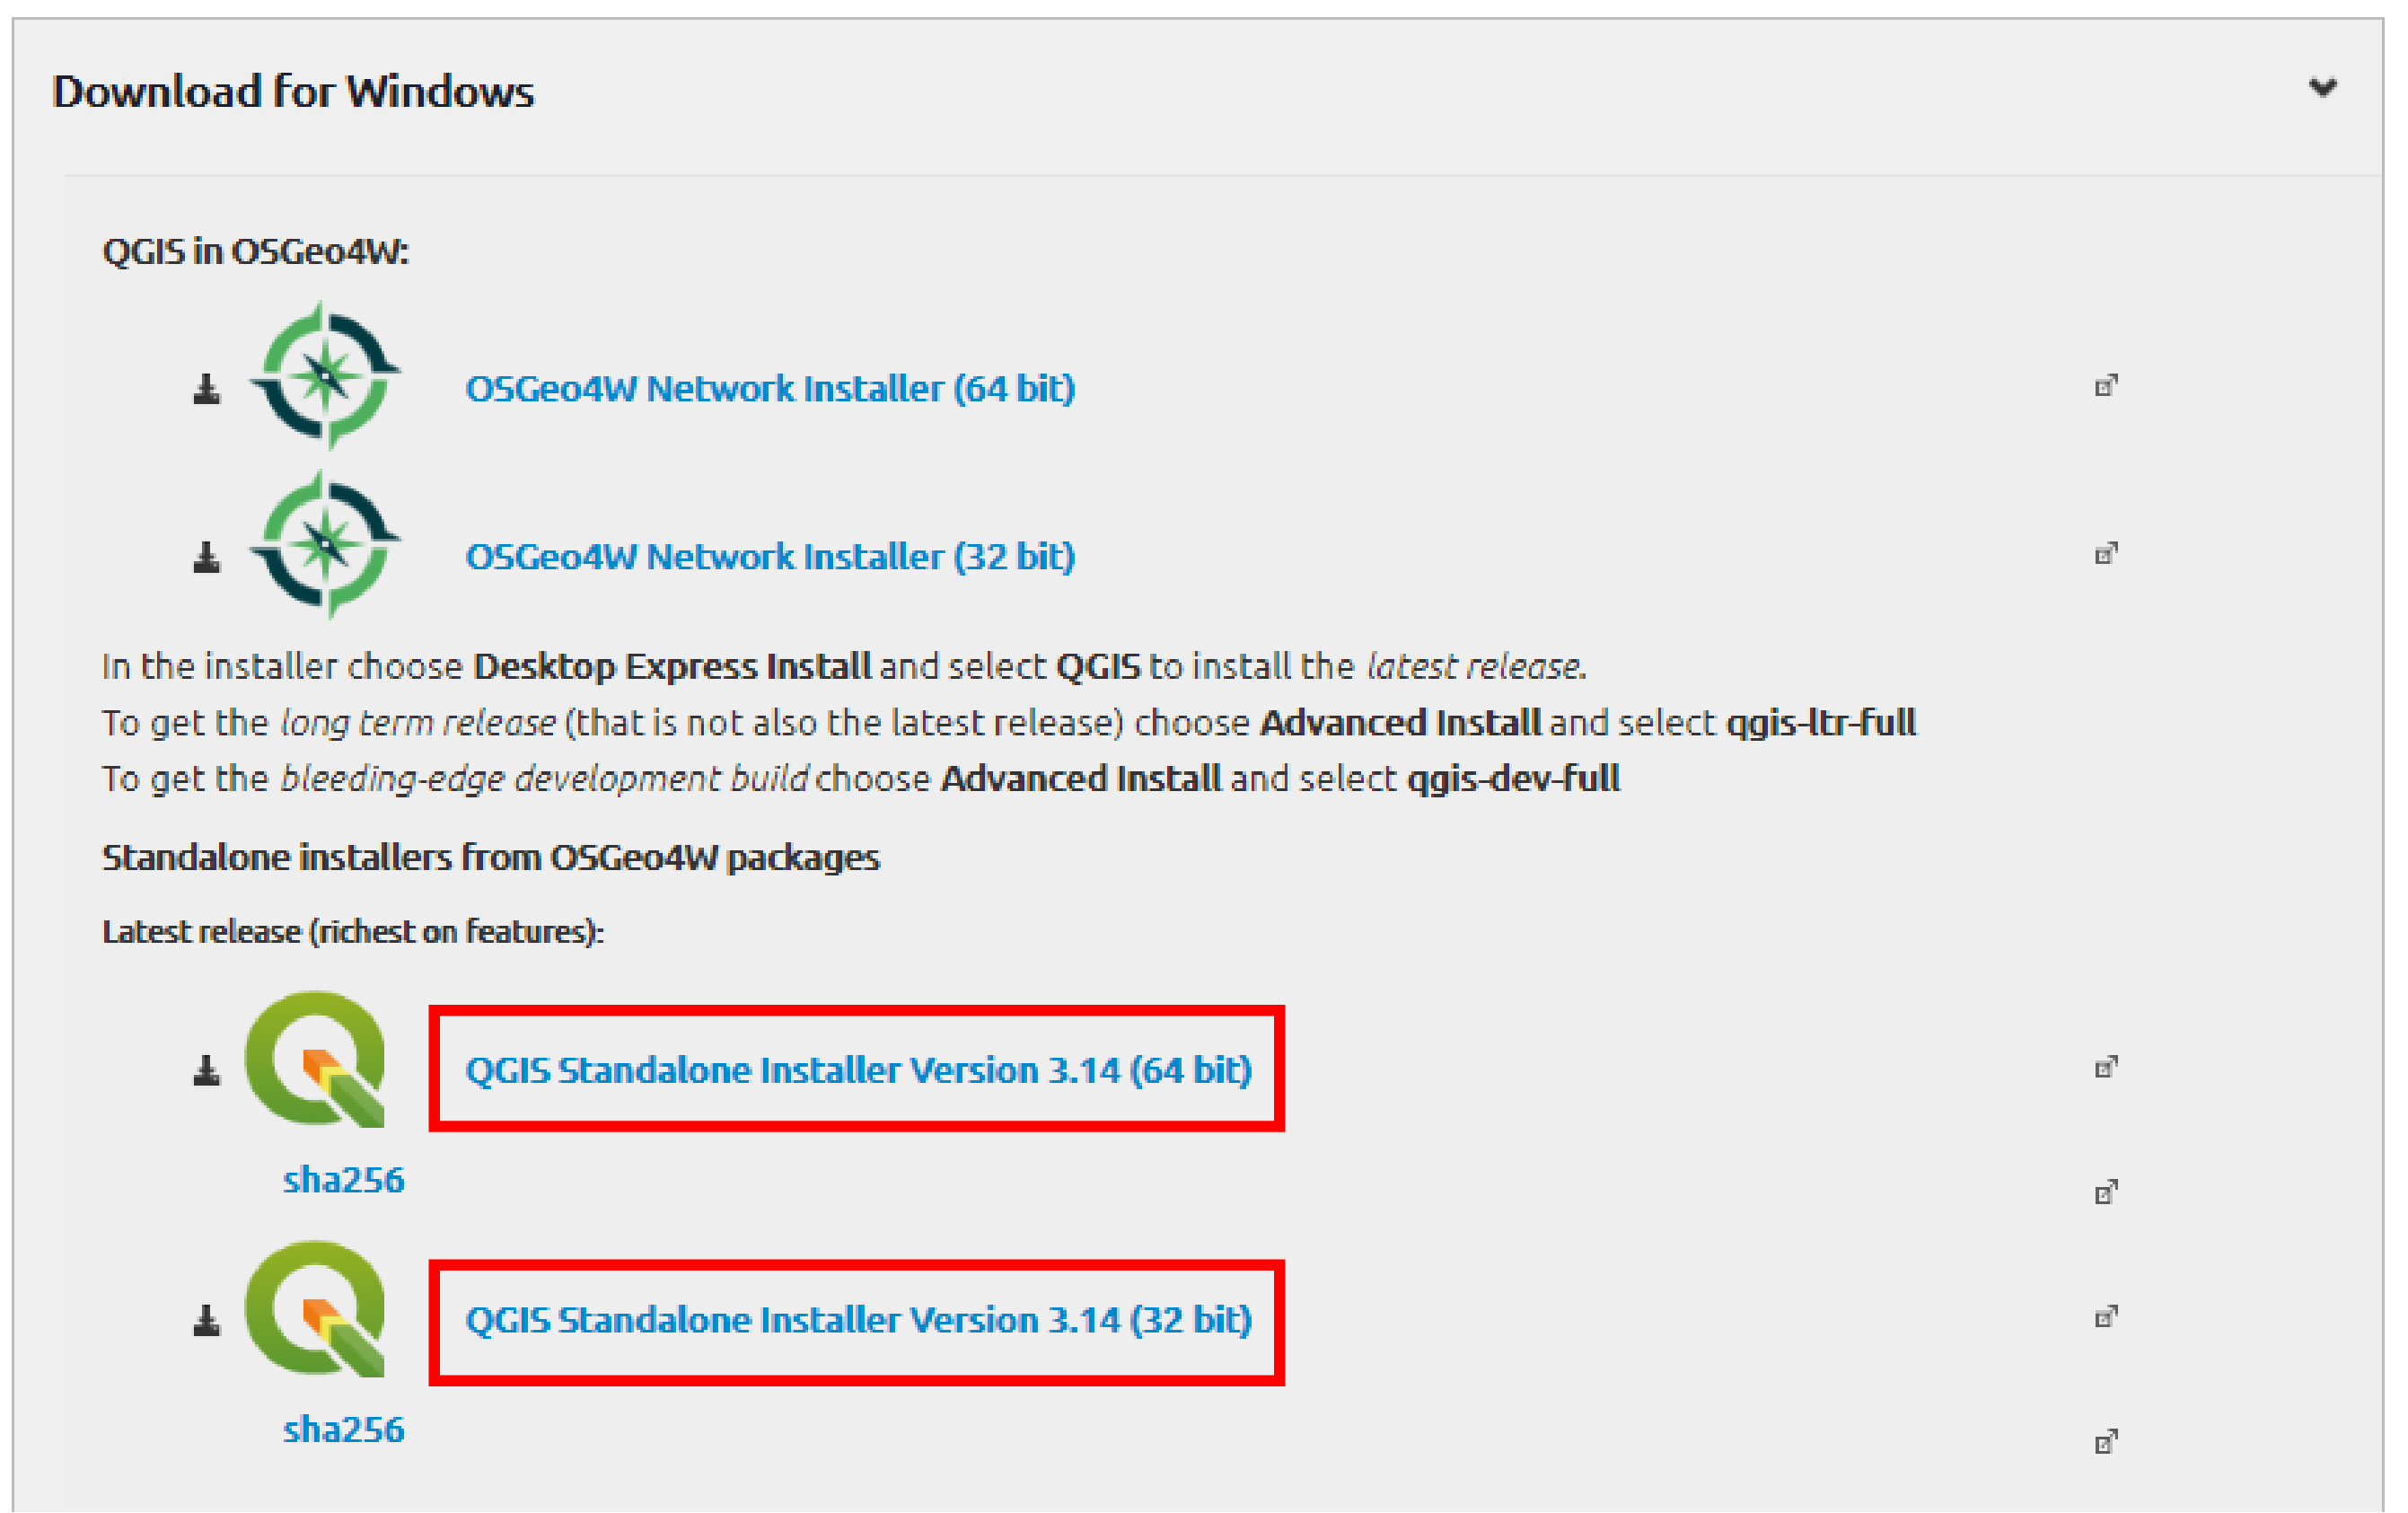 Download for Windows
QGIS in OSGeo4W:
OSGeo4W Network Installer (64 bit)
OSGeo4W Network Installer (32 bit)
In the installer choose Desktop Express Install and select QGIS to install the latest release.
To get the long term release (that is not also the latest release) choose Advanced Install and select qgis-ltr-full
To get the bleeding-edge development build choose Advanced Install and select qgis-dev-full
Standalone installers from OSGeo4W packages
Latest release (richest on features):
QGIS Standalone Installer Version 3.14 (64 bit)
sha256
QGIS Standalone Installer Version 3.14 (32 bit)
sha256